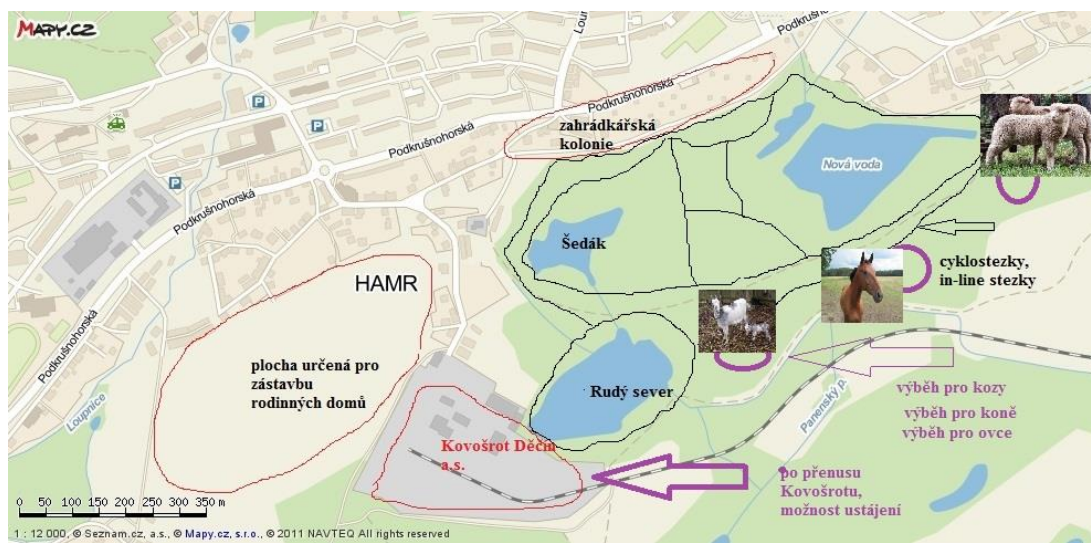 MAPY.CZ
Podkrušnohorská
Podkrušnohorská
zahrádkářská
kolonie
Podkrušnohorská
Podkrušnohorská
Podkrušnohorská
Nová voda
Šedák
HAMR
cyklostezky,
in-line stezky
plocha určená pro
zástavbu
rodinných domů
Rudý sever
Loupnice
Panenský p.
výběh pro kozy
výběh pro koně
výběh pro ovce
Kovošrot Děčín
a.s.
po přenusu
Kovošrotu,
možnost ustájení
0 50 100 150 200 250 300 350 m
1 : 12 000, © Seznam.cz, a.s., © Mapy.cz, s.r.o., © 2011 NAVTEQ All rights reserved
P
P
P